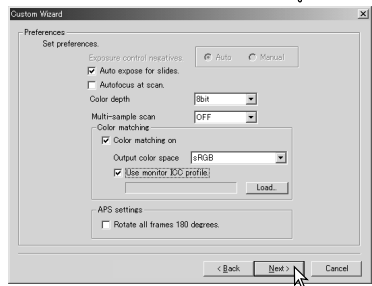 Custom Wizard
Preferences
Set preferences.
Exposure control negatives. Auto Manual
Auto expose for slides.
Autofocus at scan.
Color depth 8bit
Multi-sample scan OFF
Color matching
Color matching on
Output color space sRGB
Use monitor ICC profile.
Load...
APS settings
Rotate all frames 180 degrees.
< Back Next > Cancel